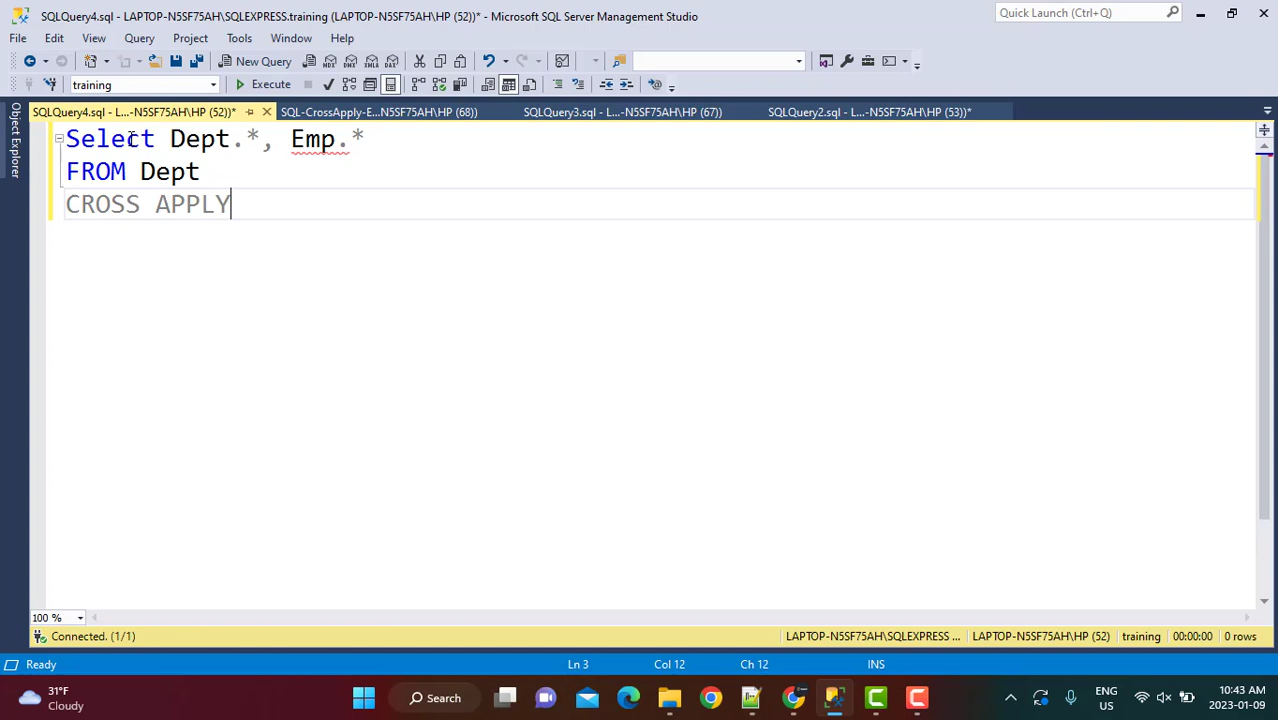 SQLQuery4.sql - LAPTOP-N5SF75AH\SQLEXPRESS.training (LAPTOP-N5SF75AH\HP (52))* - Microsoft SQL Server Management Studio
Quick Launch (Ctrl+Q)
File Edit View Query Project Tools Window Help
New Query
training Execute
SQLQuery4.sql - L...-N5SF75AH\HP (52))* SQL-CrossApply-E...N5SF75AH\HP (68)) SQLQuery3.sql - L...-N5SF75AH\HP (67)) SQLQuery2.sql - L...-N5SF75AH\HP (53))*
Object Explorer
Select Dept.*, Emp.*
FROM Dept
CROSS APPLY
100 %
Connected. (1/1) LAPTOP-N5SF75AH\SQLEXPRESS ... LAPTOP-N5SF75AH\HP (52) training 00:00:00 0 rows
Ready Ln 3 Col 12 Ch 12 INS
31°F
Cloudy
Search
ENG
US
10:43 AM
2023-01-09